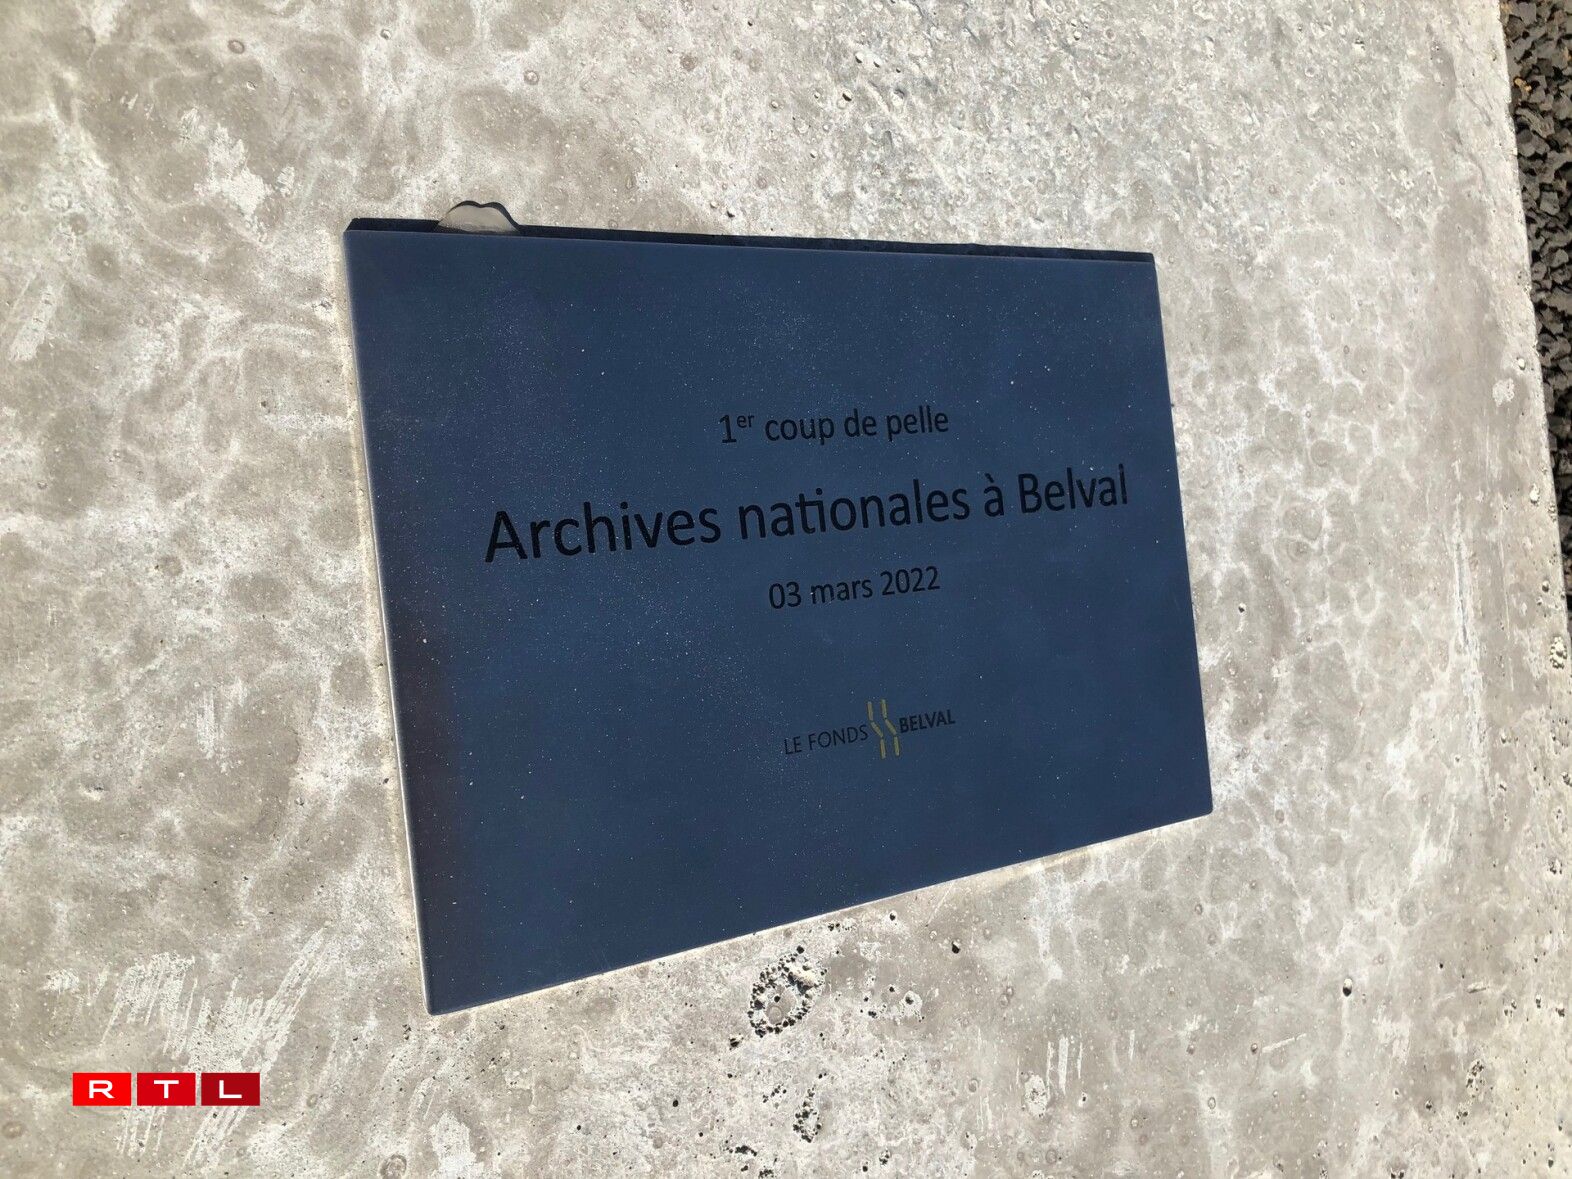 1er coup de pelle
Archives nationales à Belval
03 mars 2022
LE FONDS BELVAL
RTL